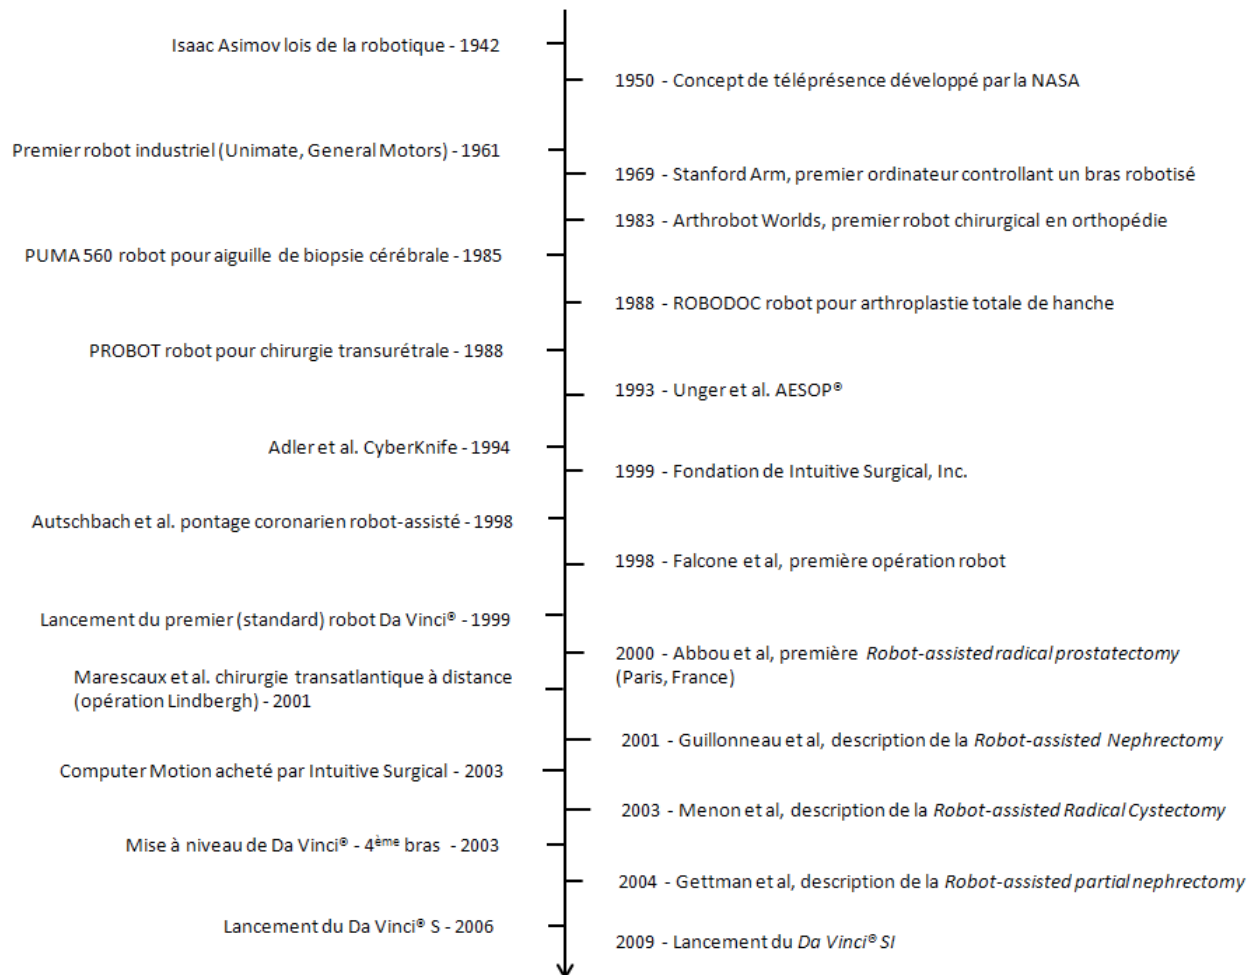 Isaac Asimov lois de la robotique - 1942
1950 - Concept de téléprésence développé par la NASA
Premier robot industriel (Unimate, General Motors) - 1961
1969 - Stanford Arm, premier ordinateur controllant un bras robotisé
1983 - Arthrobot Worlds, premier robot chirurgical en orthopédie
PUMA 560 robot pour aiguille de biopsie cérébrale - 1985
1988 - ROBODOC robot pour arthroplastie totale de hanche
PROBOT robot pour chirurgie transurétrale - 1988
1993 - Unger et al. AESOP®
Adler et al. CyberKnife - 1994
1999 - Fondation de Intuitive Surgical, Inc.
Autschbach et al. pontage coronarien robot-assisté - 1998
1998 - Falcone et al, première opération robot
Lancement du premier (standard) robot Da Vinci® - 1999
2000 - Abbou et al, première Robot-assisted radical prostatectomy
(Paris, France)
Marescaux et al. chirurgie transatlantique à distance
(opération Lindbergh) - 2001
2001 - Guillonneau et al, description de la Robot-assisted Nephrectomy
Computer Motion acheté par Intuitive Surgical - 2003
2003 - Menon et al, description de la Robot-assisted Radical Cystectomy
Mise à niveau de Da Vinci® - 4ème bras - 2003
2004 - Gettman et al, description de la Robot-assisted partial nephrectomy
Lancement du Da Vinci® S - 2006
2009 - Lancement du Da Vinci® SI